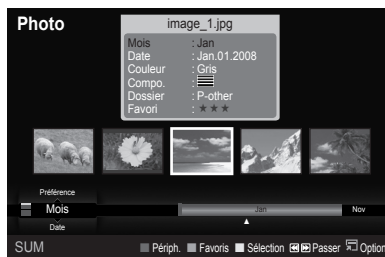 Photo
image_1.jpg
Mois : Jan
Date : Jan.01.2008
Couleur : Gris
Compo. :
Dossier : P-other
Favori : ★★★
Préférence
Mois
Jan
Nov
Date
SUM
Périph. Favoris Sélection Passer Option